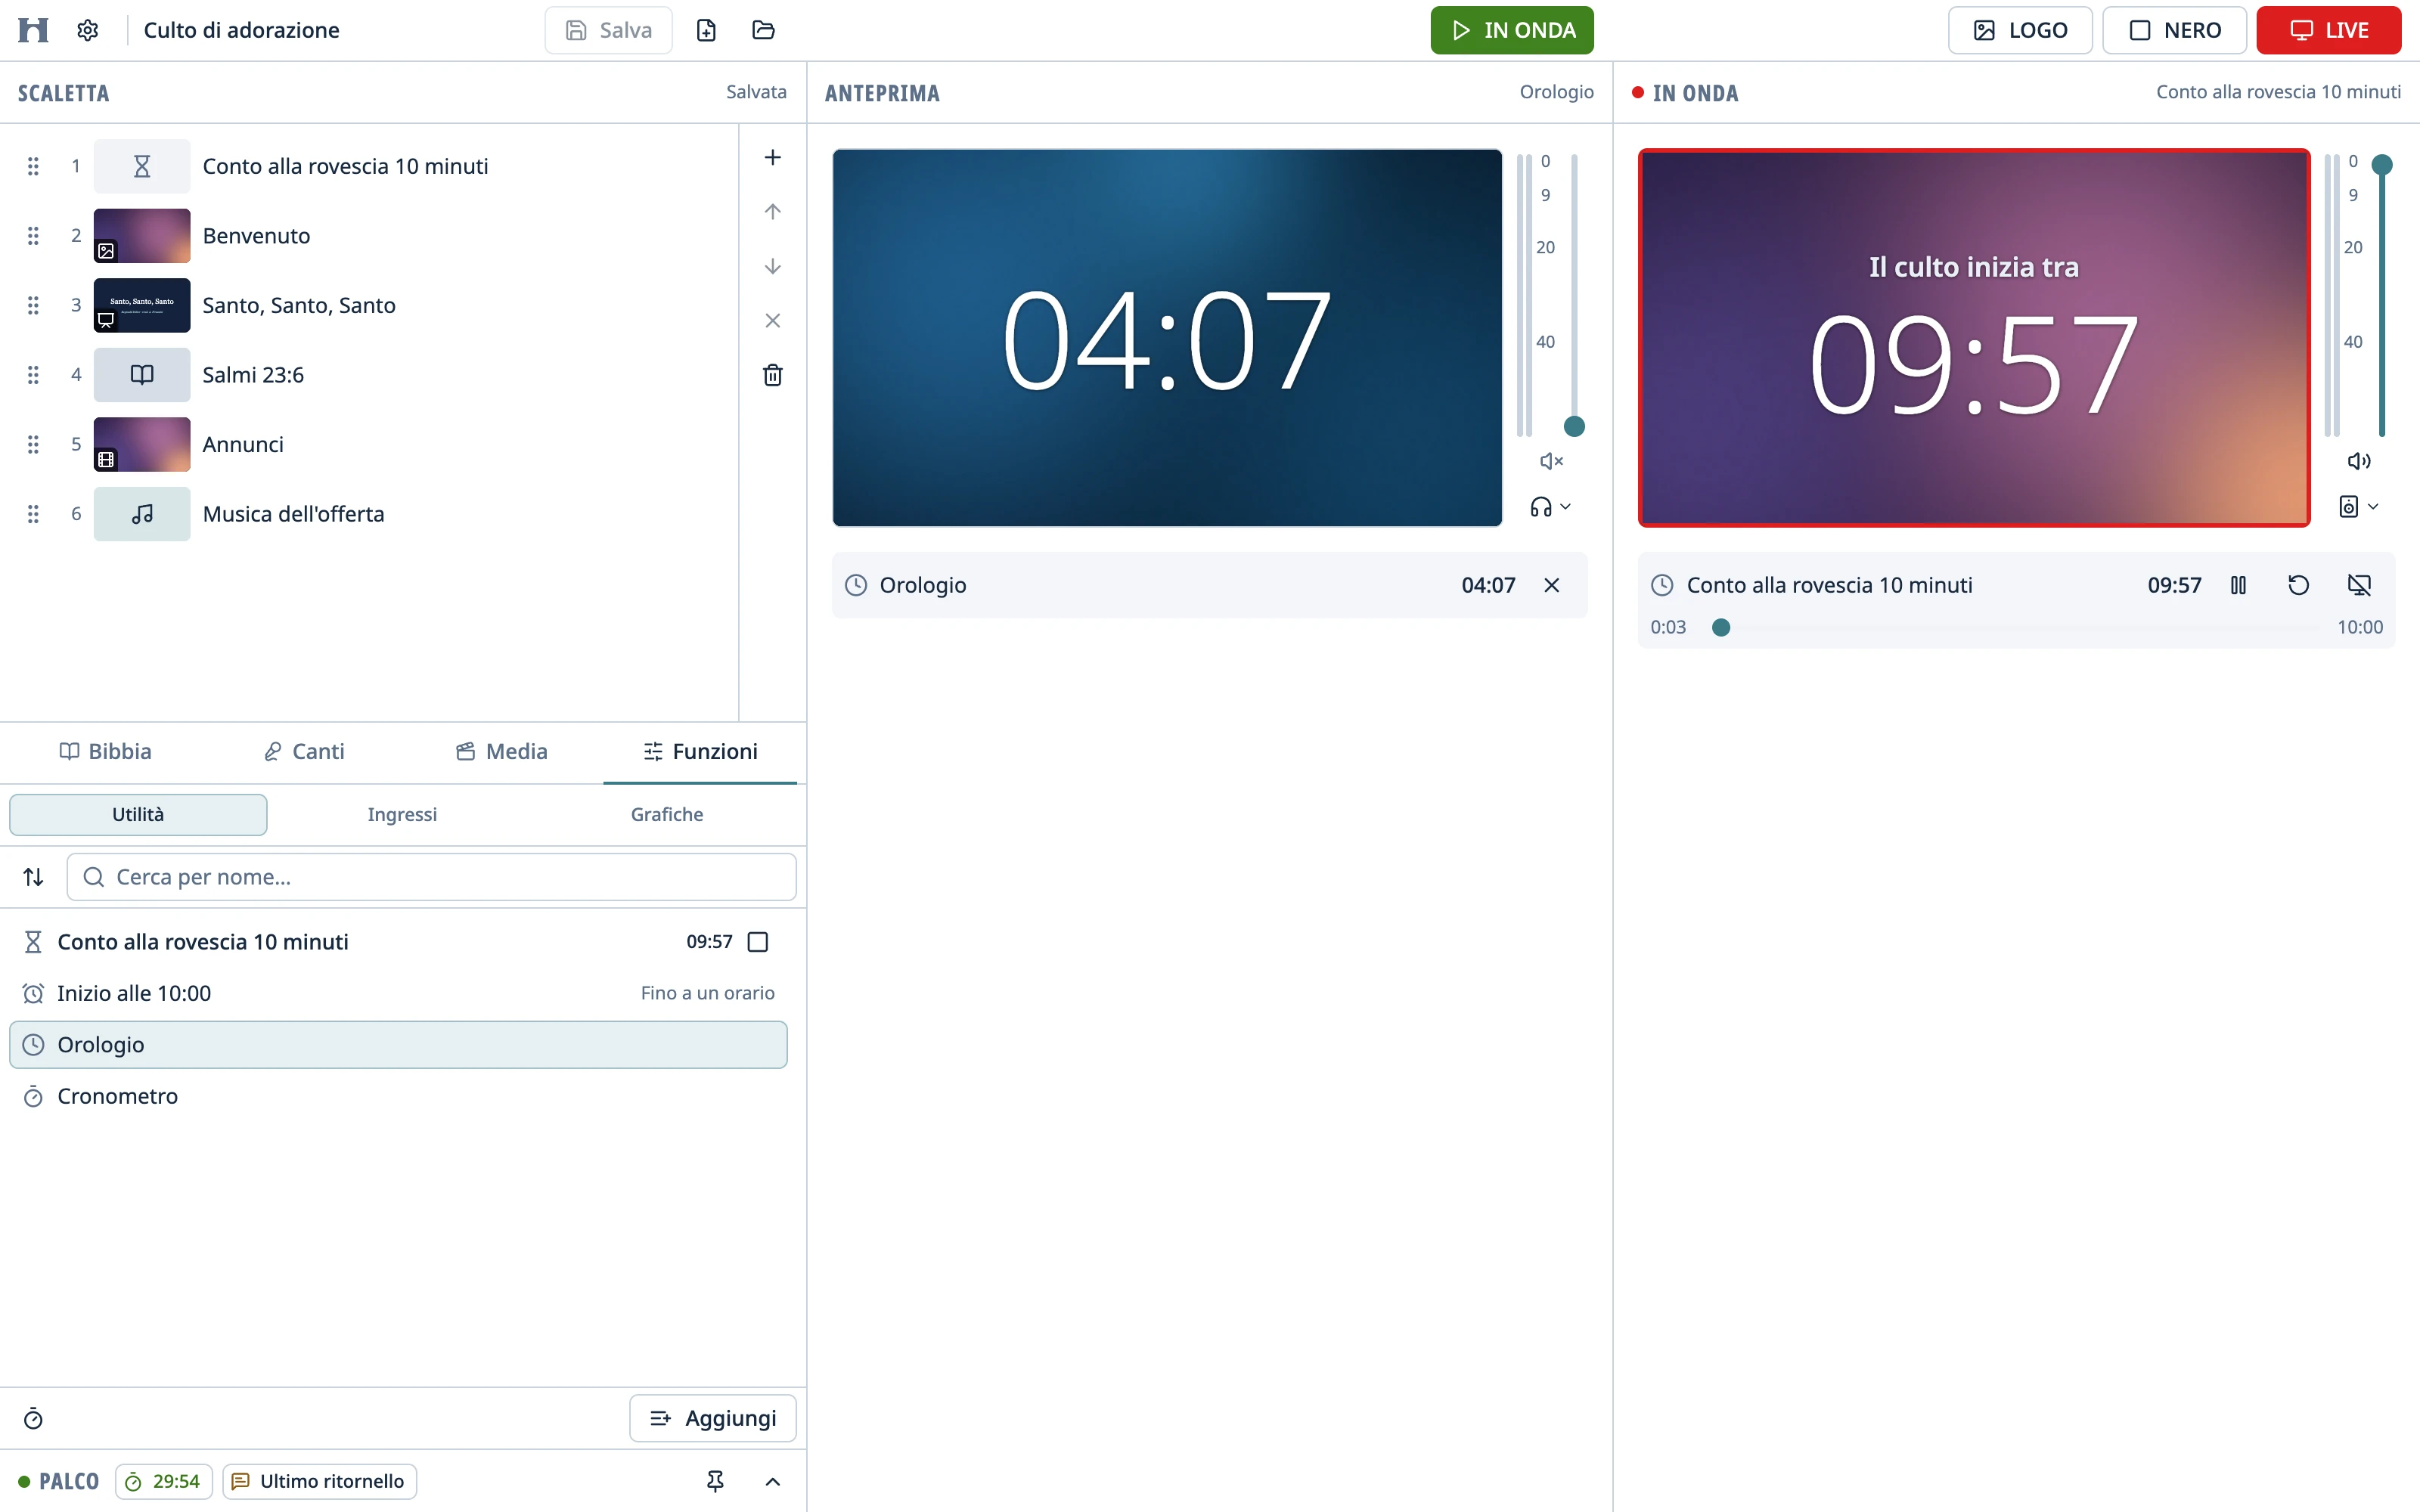 Culto di adorazione
Salva
IN ONDA
LOGO
NERO
LIVE
SCALETTA
Salvata
1
Conto alla rovescia 10 minuti
2
Benvenuto
3
Santo, Santo, Santo
Santo, Santo, Santo
4
Salmi 23:6
5
Annunci
6
Musica dell'offerta
Bibbia
Canti
Media
Funzioni
Utilità
Ingressi
Grafiche
Cerca per nome...
Conto alla rovescia 10 minuti
09:57
Inizio alle 10:00
Fino a un orario
Orologio
Cronometro
Aggiungi
PALCO
29:54
Ultimo ritornello
ANTEPRIMA
Orologio
04:07
0
9
20
40
Orologio
04:07
IN ONDA
Conto alla rovescia 10 minuti
Il culto inizia tra
09:57
0
9
20
40
Conto alla rovescia 10 minuti
09:57
0:03
10:00